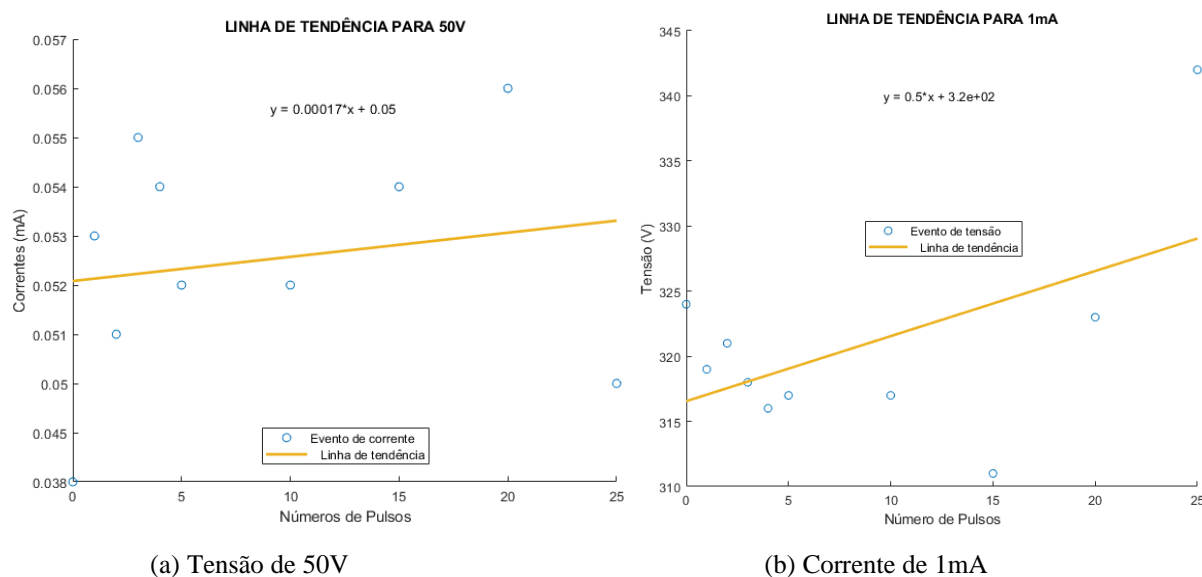 LINHA DE TENDÊNCIA PARA 50V
0.057
0.056
0.055
0.054
0.053
0.052
0.051
0.05
0.045
0.038
Correntes (mA)
y = 0.00017*x + 0.05
Evento de corrente
Linha de tendência
0 5 10 15 20 25
Números de Pulsos
(a) Tensão de 50V
LINHA DE TENDÊNCIA PARA 1mA
345
340
335
330
325
320
315
310
Tensão (V)
y = 0.5*x + 3.2e+02
Evento de tensão
Linha de tendência
0 5 10 15 20 25
Número de Pulsos
(b) Corrente de 1mA